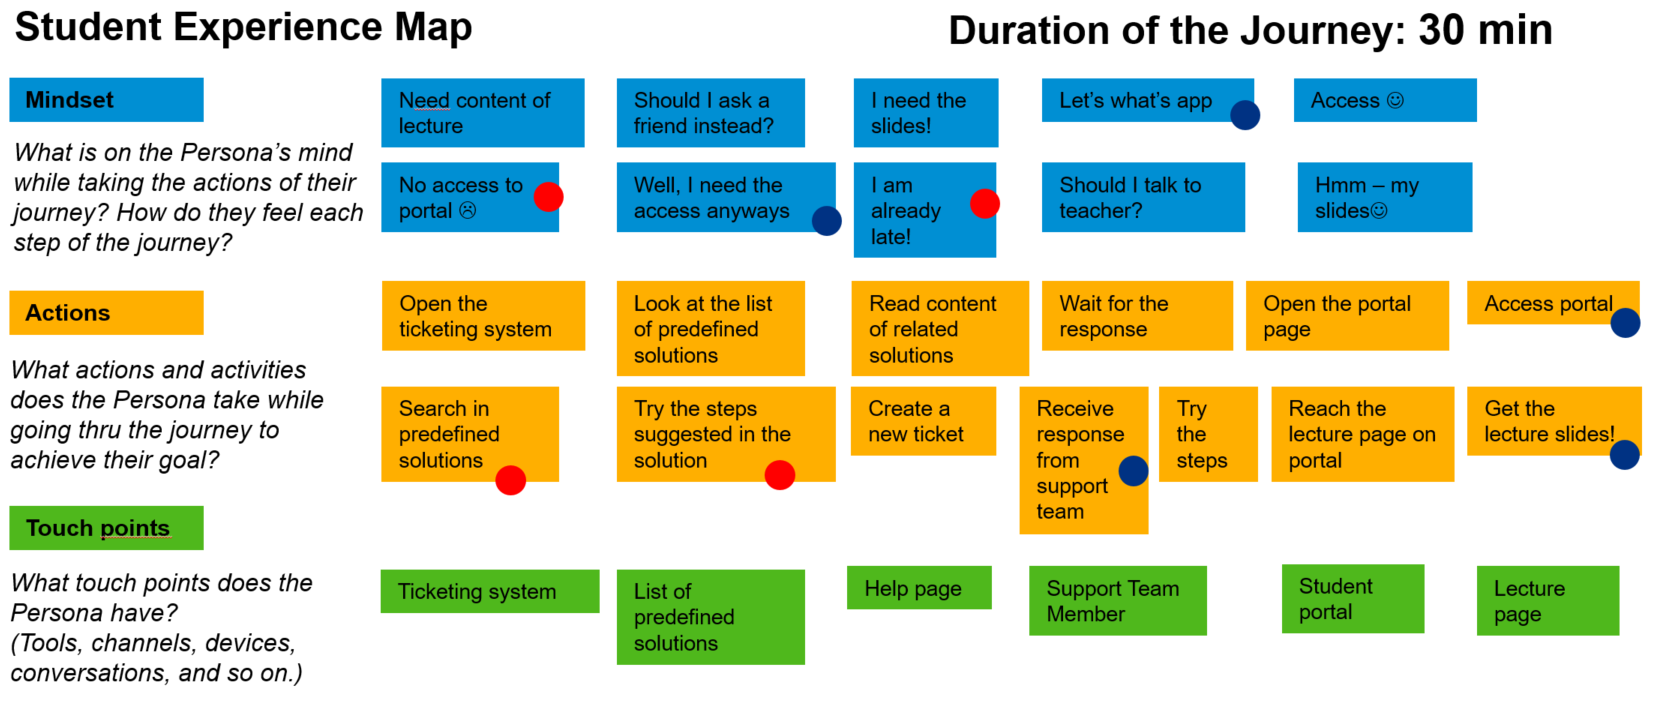 Student Experience Map
Duration of the Journey: 30 min
Mindset
What is on the Persona's mind
while taking the actions of their
journey? How do they feel each
step of the journey?
Need content of
lecture
Should I ask a
friend instead?
I need the
slides!
Let's what's app
Access ☺
No access to
portal ☹
Well, I need the
access anyways
I am
already
late!
Should I talk to
teacher?
Hmm – my
slides☺
Actions
What actions and activities
does the Persona take while
going thru the journey to
achieve their goal?
Open the
ticketing system
Look at the list
of predefined
solutions
Read content
of related
solutions
Wait for the
response
Open the portal
page
Access portal
Search in
predefined
solutions
Try the steps
suggested in the
solution
Create a
new ticket
Receive
response
from
support
team
Try
the
steps
Reach the
lecture page on
portal
Get the
lecture slides!
Touch points
What touch points does the
Persona have?
(Tools, channels, devices,
conversations, and so on.)
Ticketing system
List of
predefined
solutions
Help page
Support Team
Member
Student
portal
Lecture
page